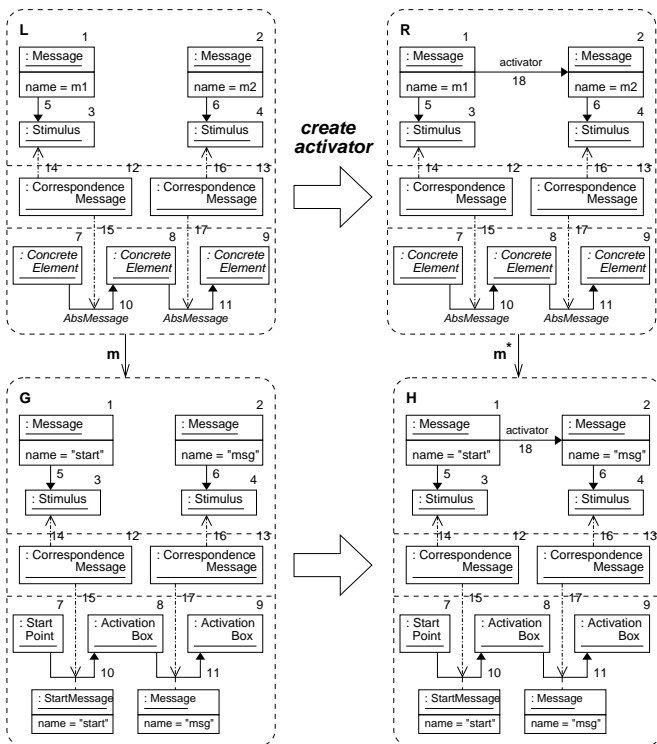 L
1
2
: Message
: Message
name = m1
name = m2
5
3
6
4
: Stimulus
: Stimulus
14
12
16
13
: Correspondence
Message
: Correspondence
Message
15
17
7
8
9
: Concrete
Element
: Concrete
Element
: Concrete
Element
10
11
AbsMessage
AbsMessage
create
activator
R
1
2
: Message
activator
: Message
18
name = m1
name = m2
5
3
6
4
: Stimulus
: Stimulus
14
12
16
13
: Correspondence
Message
: Correspondence
Message
15
17
7
8
9
: Concrete
Element
: Concrete
Element
: Concrete
Element
10
11
AbsMessage
AbsMessage
m
m*
G
1
2
: Message
: Message
name = "start"
name = "msg"
5
3
6
4
: Stimulus
: Stimulus
14
12
16
13
: Correspondence
Message
: Correspondence
Message
15
17
7
8
9
: Start
Point
: Activation
Box
: Activation
Box
10
11
: StartMessage
: Message
name = "start"
name = "msg"
H
1
2
: Message
activator
: Message
18
name = "start"
name = "msg"
5
3
6
4
: Stimulus
: Stimulus
14
12
16
13
: Correspondence
Message
: Correspondence
Message
15
17
7
8
9
: Start
Point
: Activation
Box
: Activation
Box
10
11
: StartMessage
: Message
name = "start"
name = "msg"